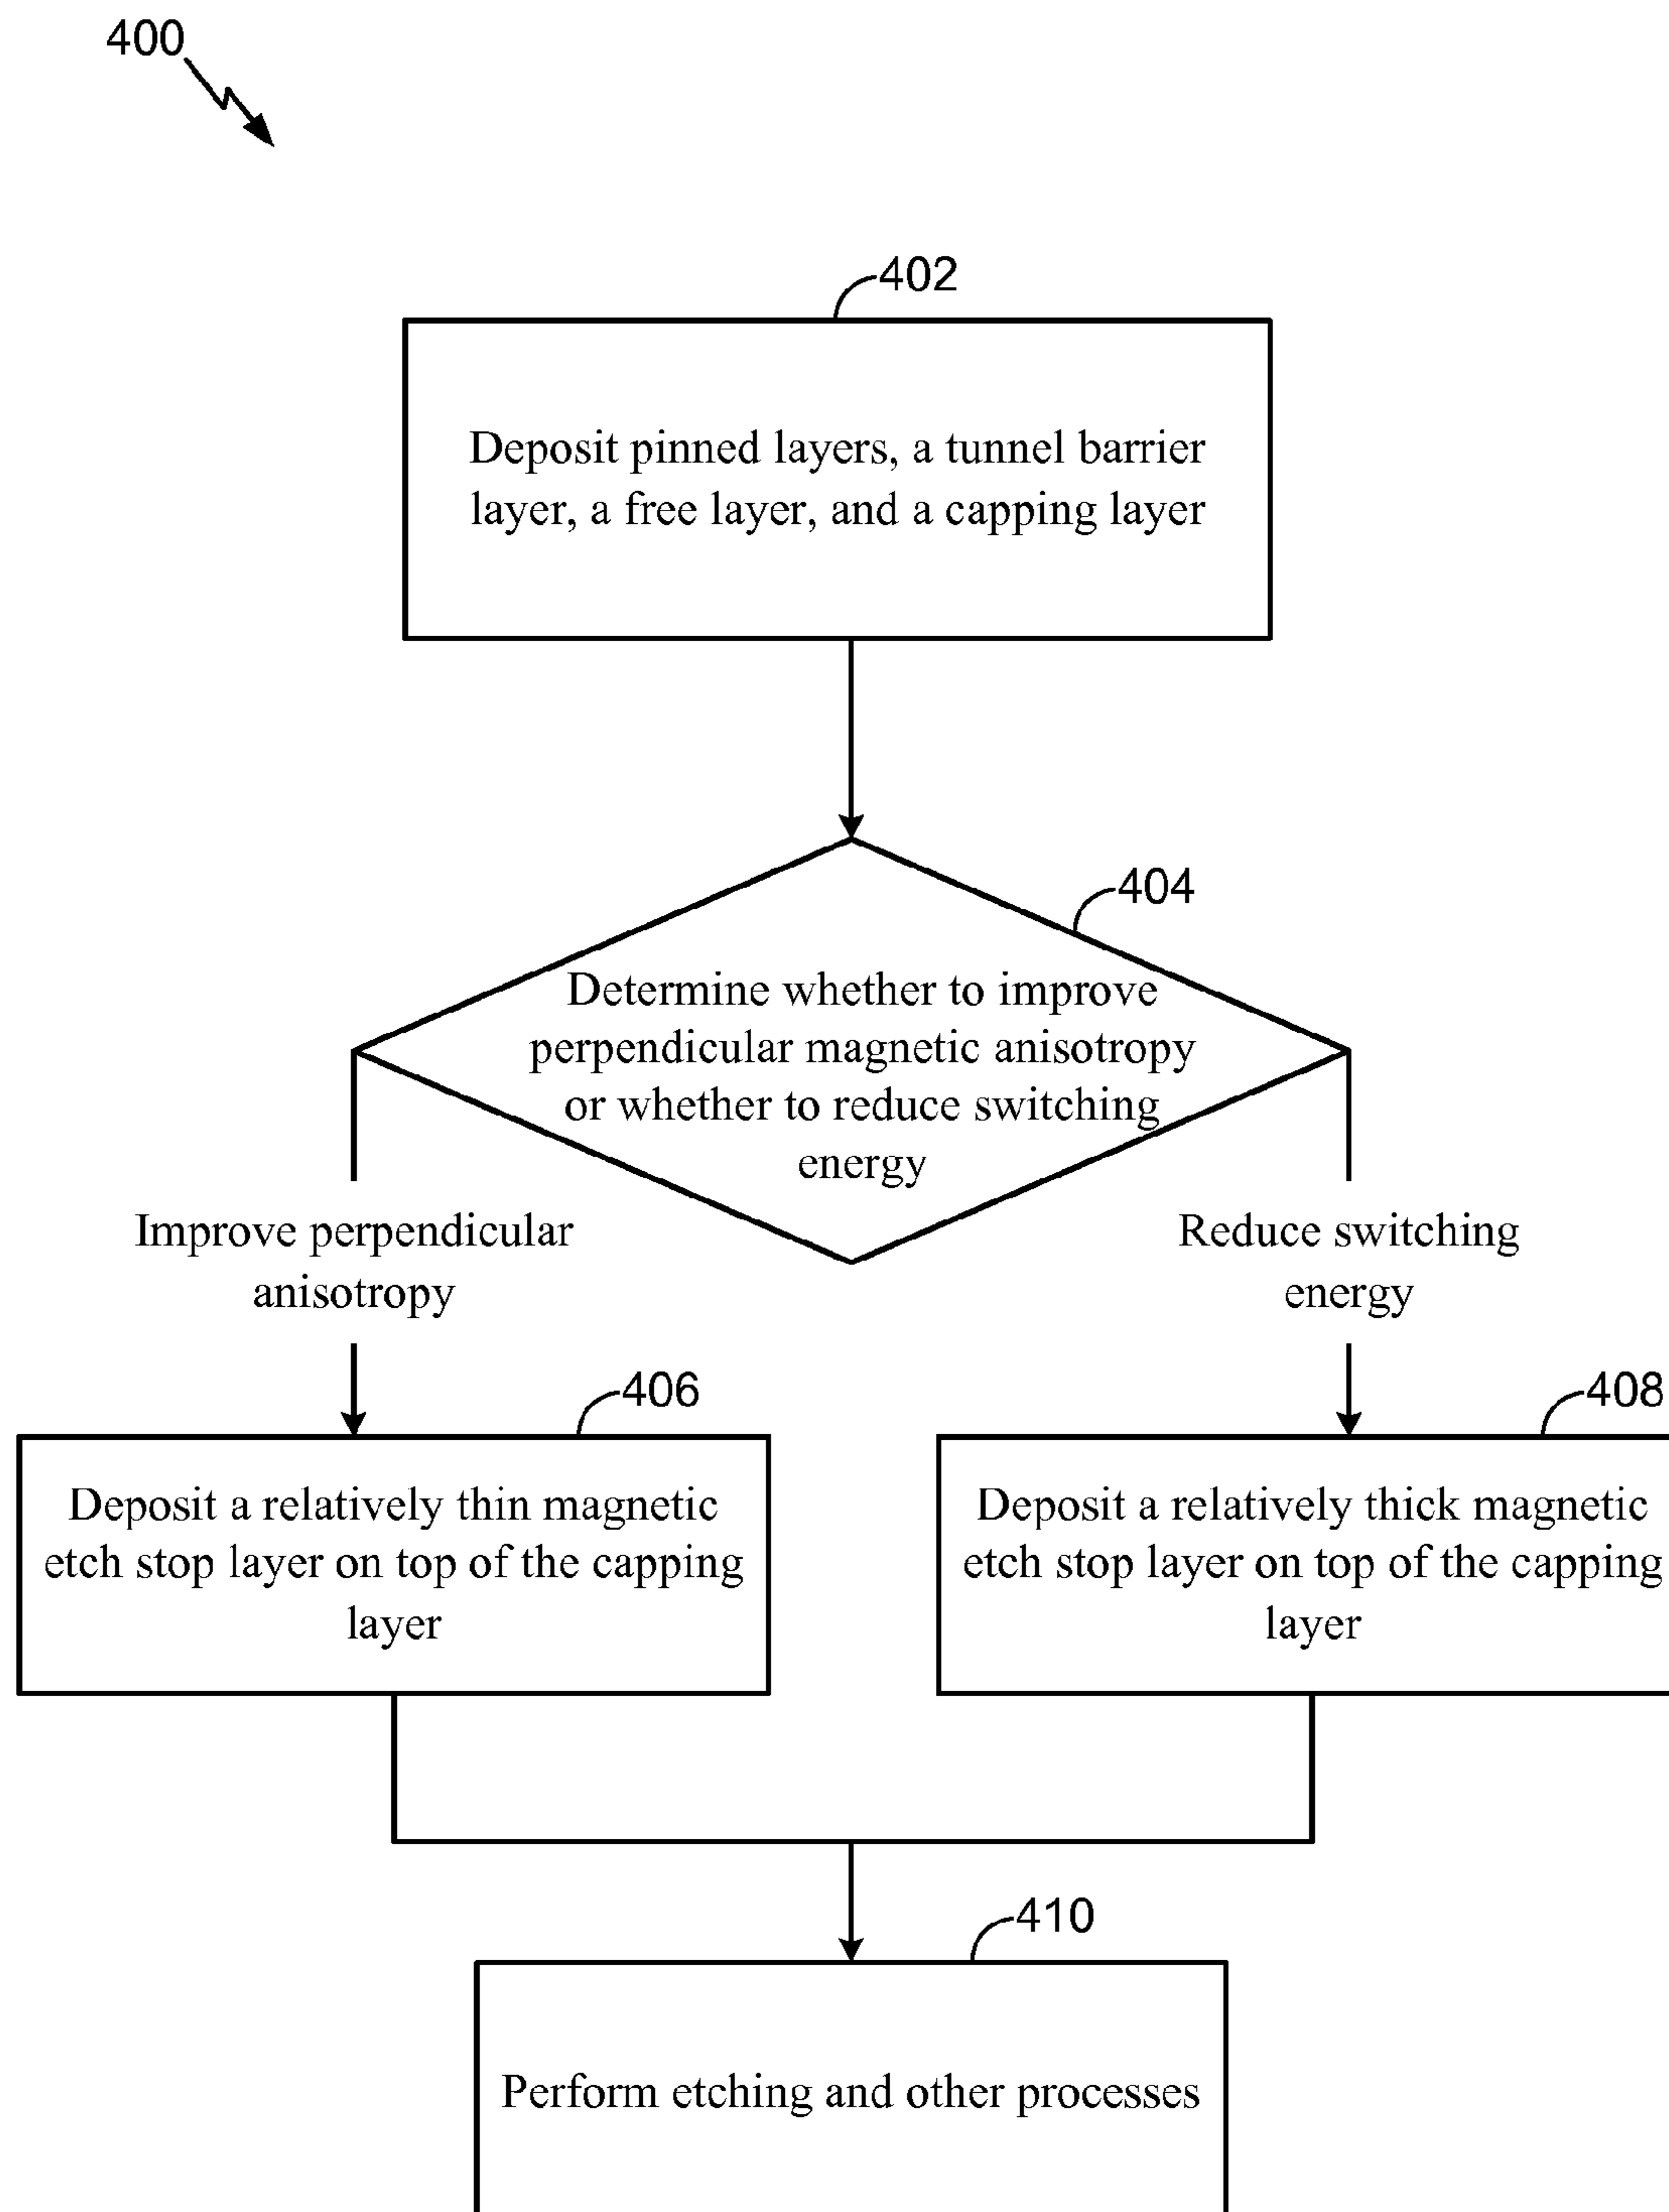 400
402
Deposit pinned layers, a tunnel barrier
layer, a free layer, and a capping layer
404
Determine whether to improve
perpendicular magnetic anisotropy
or whether to reduce switching
energy
Improve perpendicular
anisotropy
Reduce switching
energy
406
Deposit a relatively thin magnetic
etch stop layer on top of the capping
layer
408
Deposit a relatively thick magnetic
etch stop layer on top of the capping
layer
410
Perform etching and other processes